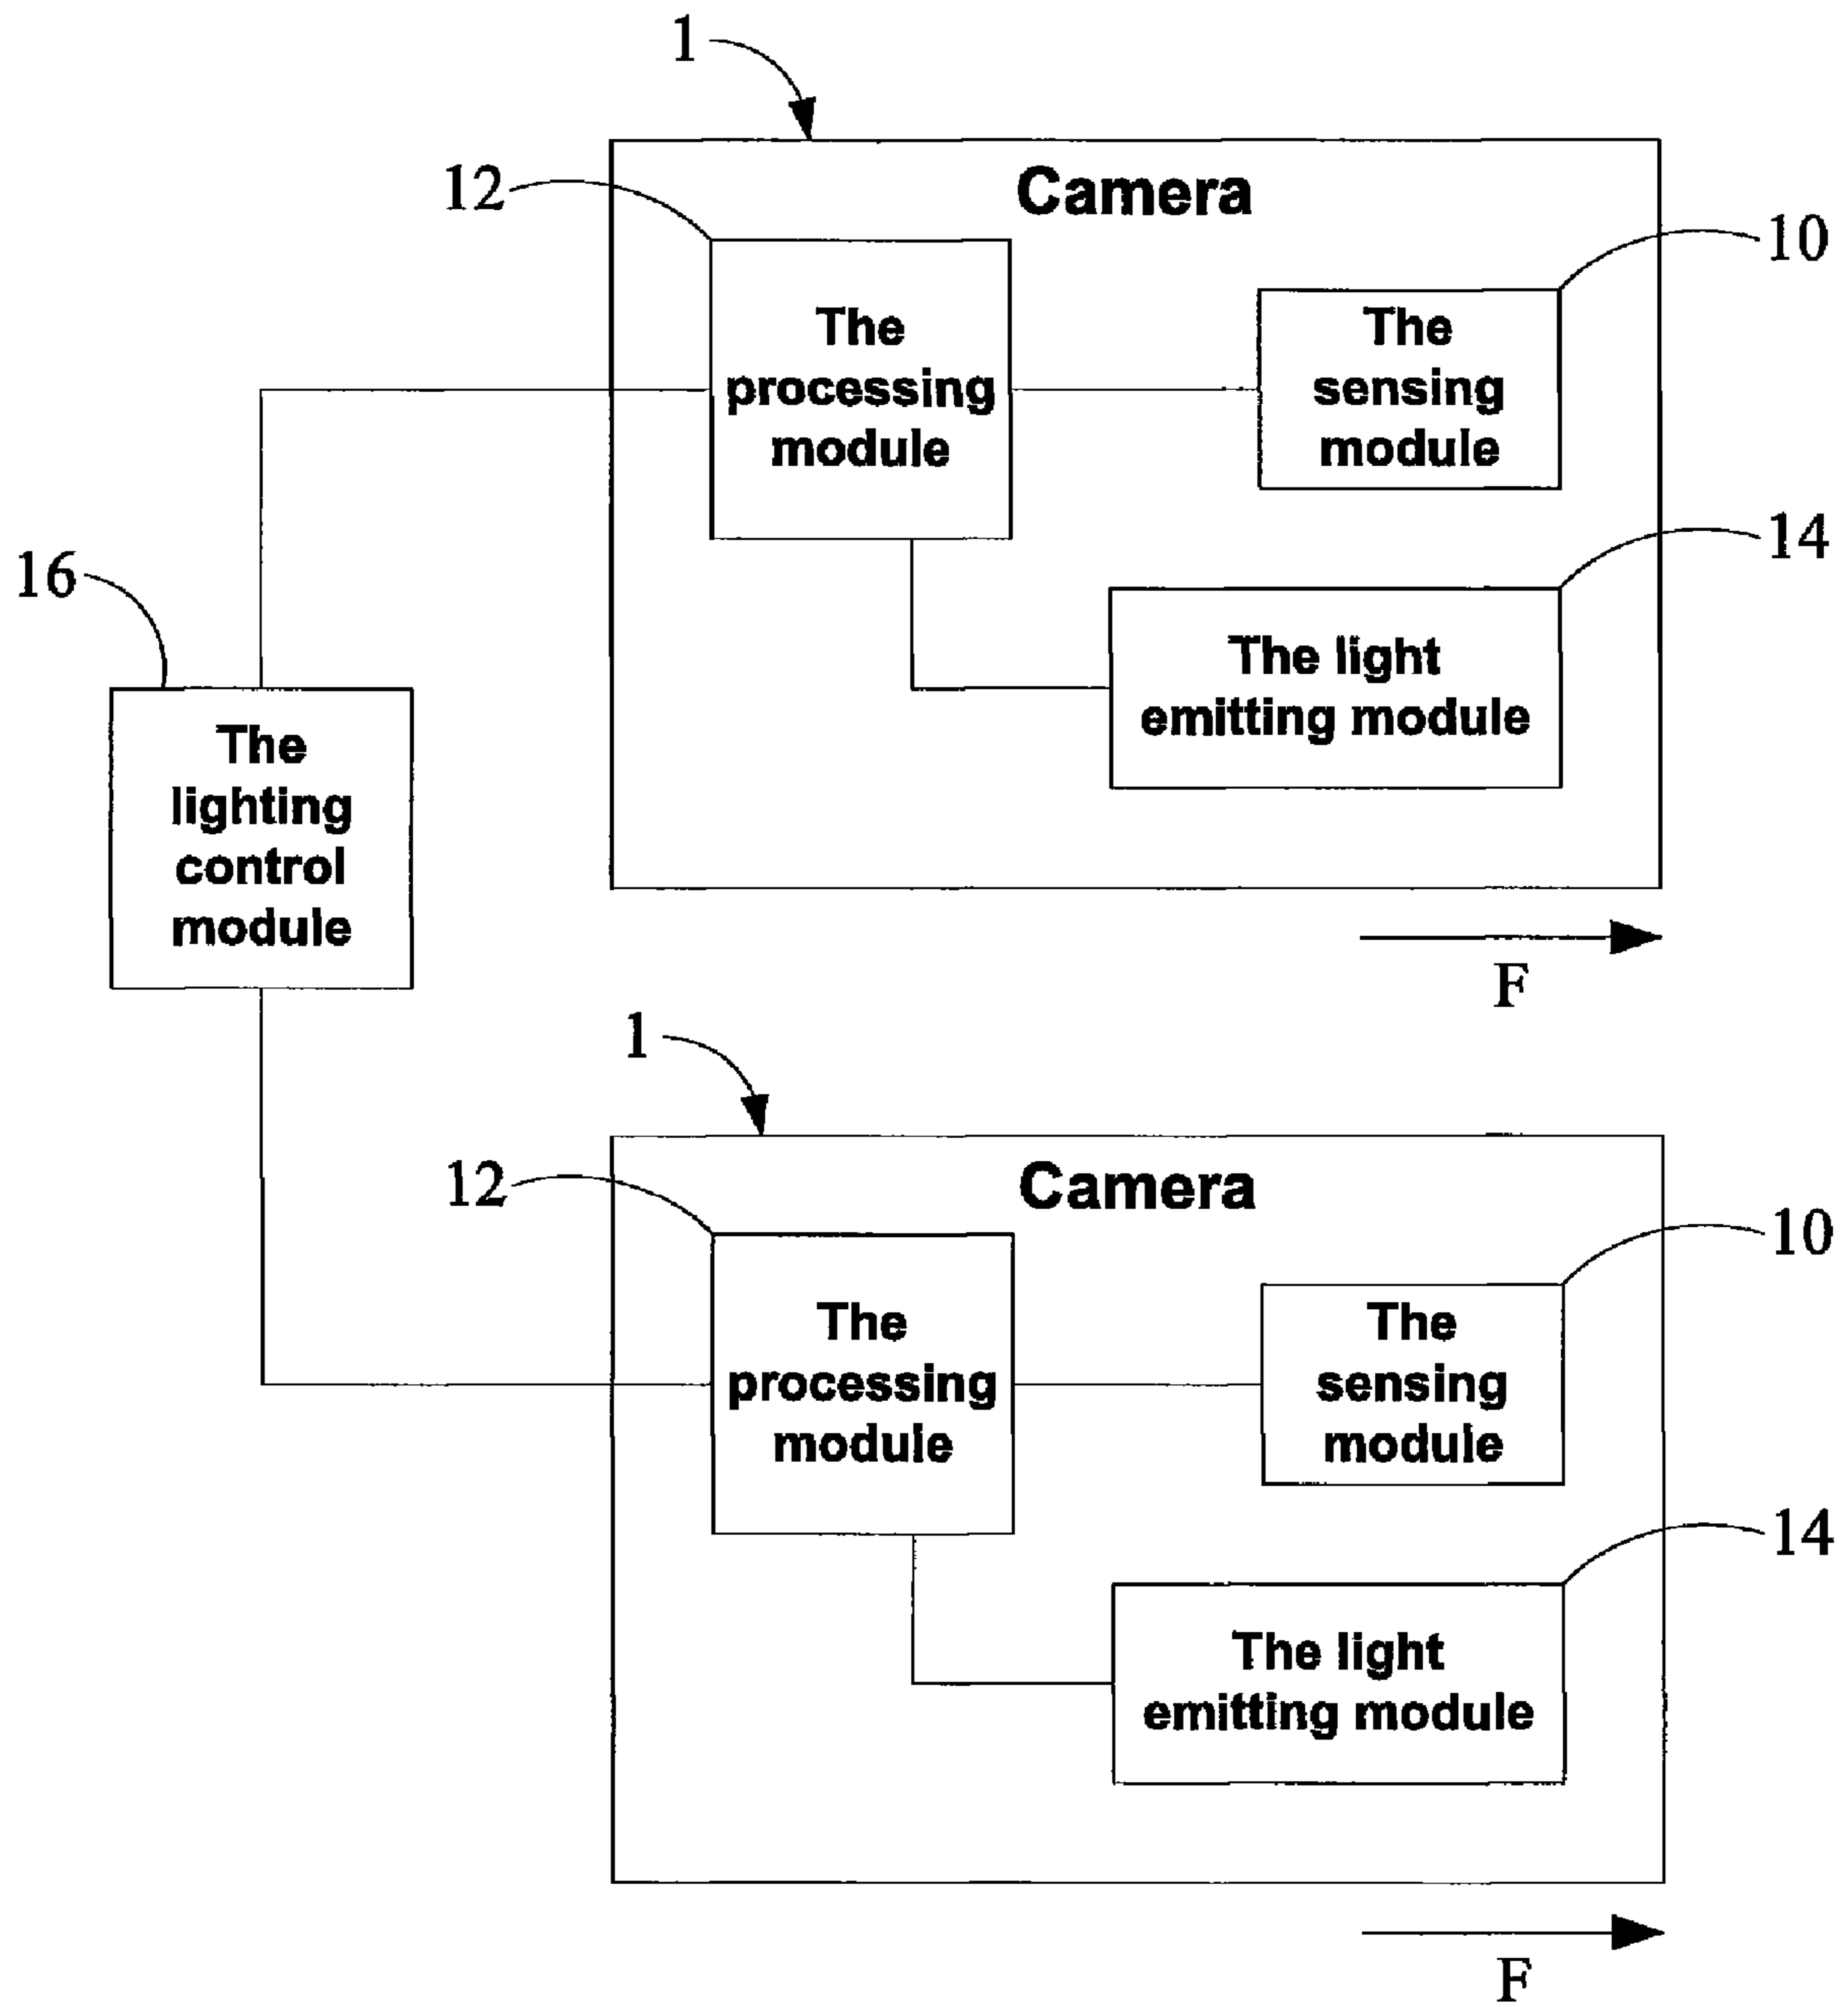 1
Camera
12
10
The
processing
module
The
sensing
module
14
The light
emitting module
16
The
lighting
control
module
F
1
Camera
12
10
The
processing
module
The
sensing
module
14
The light
emitting module
F